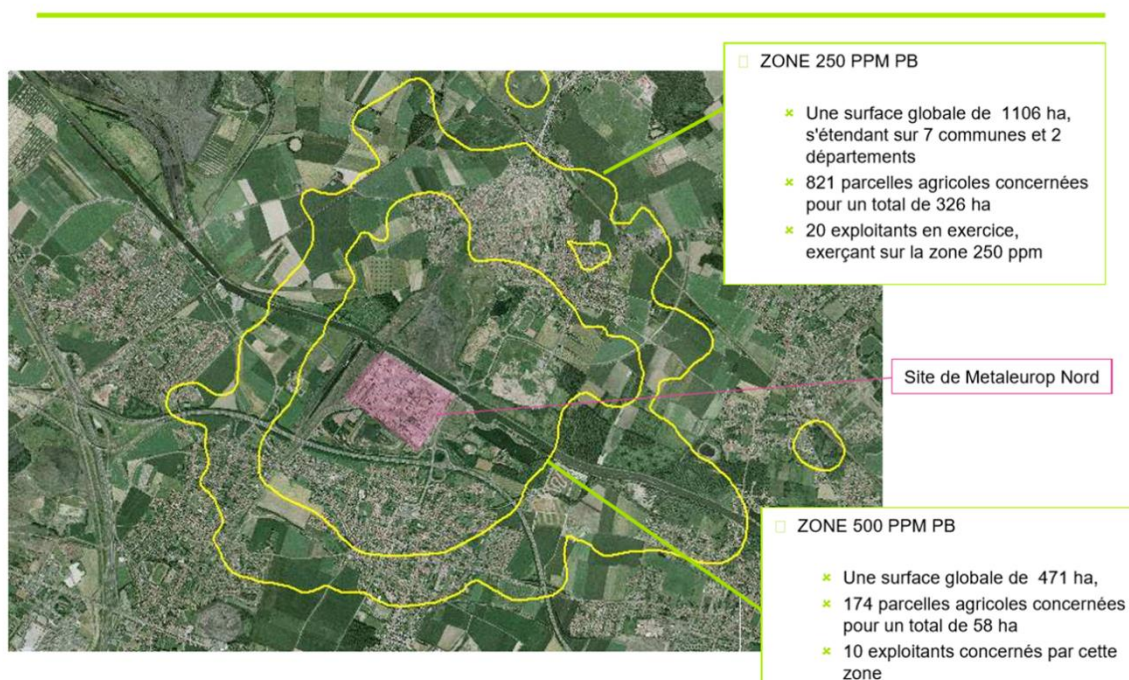 ZONE 250 PPM PB
Une surface globale de 1106 ha,
s'étendant sur 7 communes et 2
départements
821 parcelles agricoles concernées
pour un total de 326 ha
20 exploitants en exercice,
exerçant sur la zone 250 ppm
Site de Metaleurop Nord
ZONE 500 PPM PB
Une surface globale de 471 ha,
174 parcelles agricoles concernées
pour un total de 58 ha
10 exploitants concernés par cette
zone